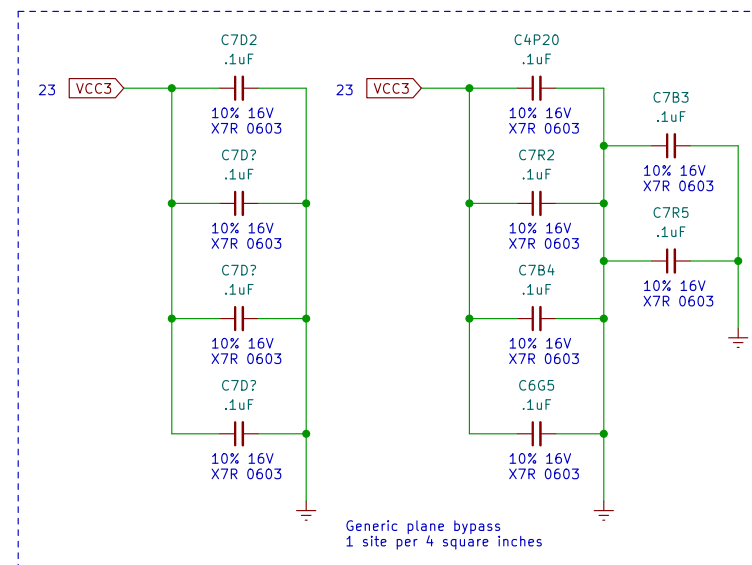 C7D2
.1uF
23 VCC3
10% 16V
X7R 0603
C7D?
.1uF
10% 16V
X7R 0603
C7D?
.1uF
10% 16V
X7R 0603
C7D?
.1uF
10% 16V
X7R 0603
C4P20
.1uF
23 VCC3
10% 16V
X7R 0603
C7R2
.1uF
10% 16V
X7R 0603
C7B4
.1uF
10% 16V
X7R 0603
C6G5
.1uF
10% 16V
X7R 0603
C7B3
.1uF
10% 16V
X7R 0603
C7R5
.1uF
10% 16V
X7R 0603
Generic plane bypass
1 site per 4 square inches